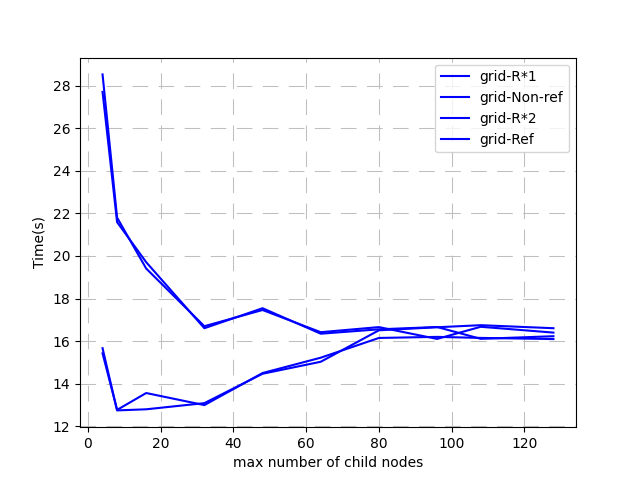 grid-R*1
grid-Non-ref
grid-R*2
grid-Ref
28
26
24
22
20
18
16
14
12
Time(s)
0 20 40 60 80 100 120
max number of child nodes